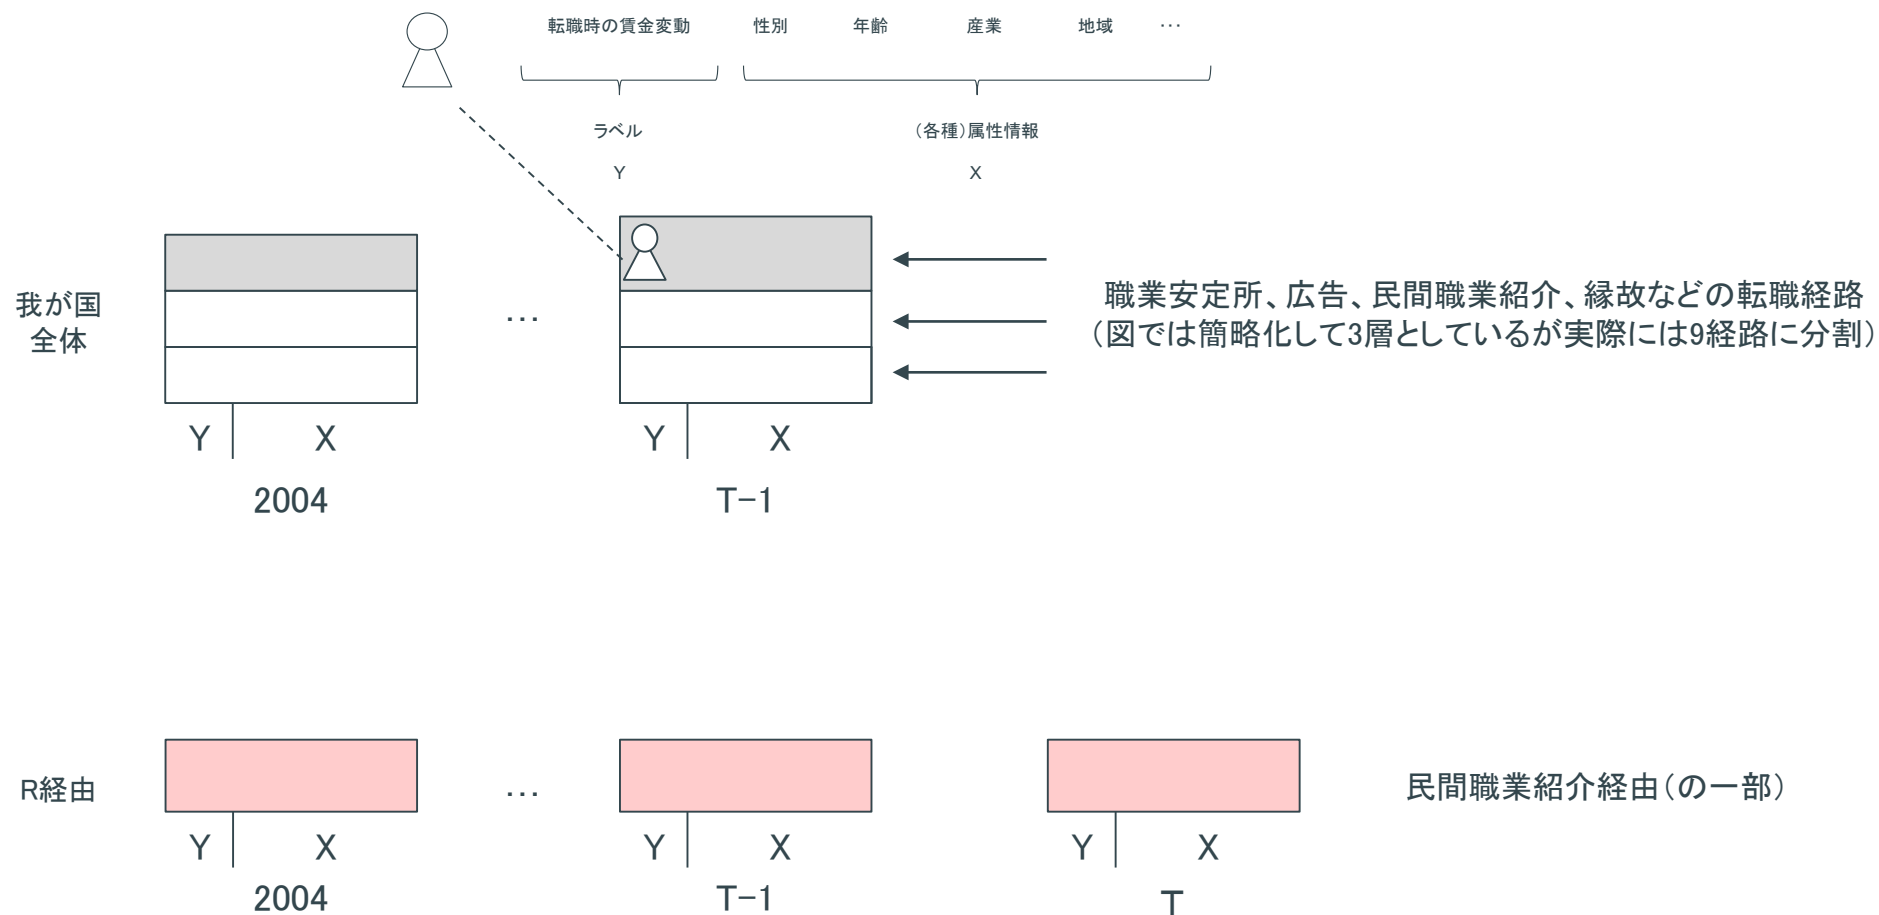 転職時の賃金変動 性別 年齢 産業 地域 …
ラベル (各種)属性情報
Y X
我が国
全体
…
職業安定所、広告、民間職業紹介、縁故などの転職経路
(図では簡略化して3層としているが実際には9経路に分割)
Y X Y X
2004 T-1
R経由
…
民間職業紹介経由(の一部)
Y X Y X Y X
2004 T-1 T